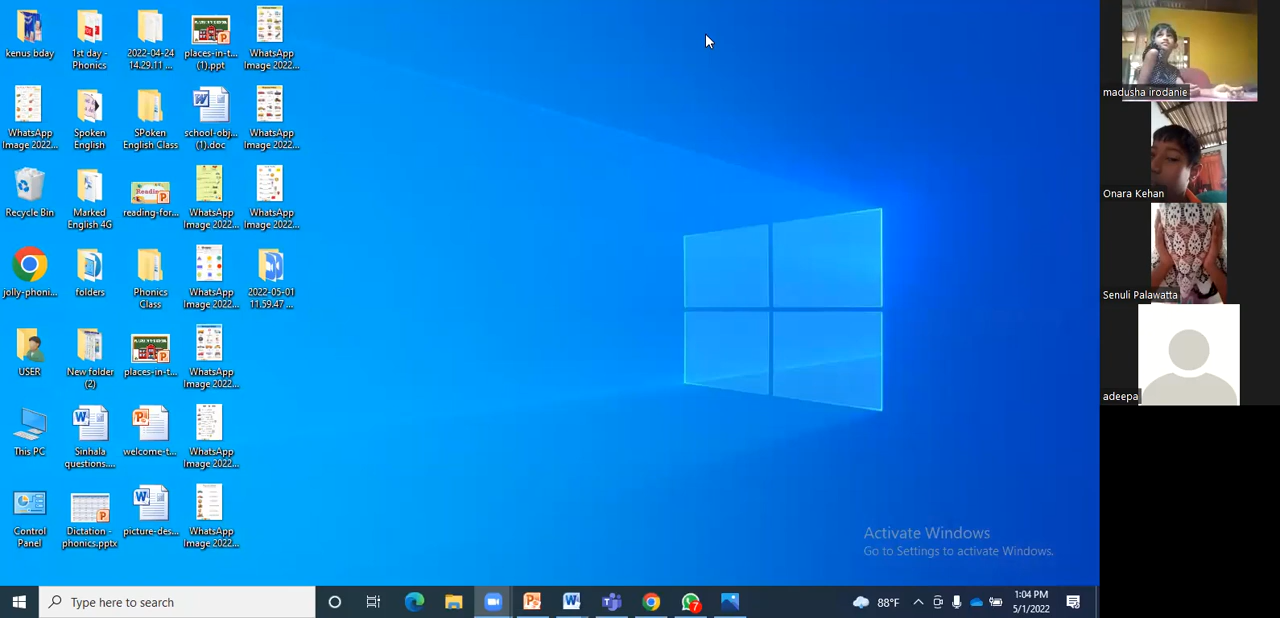 kenus bday
1st day -
Phonics
2022-04-24
14.29.11 ...
places-in-t...
(1).ppt
WhatsApp
Image 2022...
WhatsApp
Image 2022...
Spoken
English
SPoken
English Class
school-obj...
(1).doc
WhatsApp
Image 2022...
Recycle Bin
Marked
English 4G
reading-for...
WhatsApp
Image 2022...
WhatsApp
Image 2022...
jolly-phoni...
folders
Phonics
Class
WhatsApp
Image 2022...
2022-05-01
11.59.47 ...
USER
New folder
(2)
places-in-t...
WhatsApp
Image 2022...
This PC
Sinhala
questions....
welcome-t...
WhatsApp
Image 2022...
Control
Panel
Dictation -
phonics.pptx
picture-des...
WhatsApp
Image 2022...
Activate Windows
Go to Settings to activate Windows.
madusha irodanie
Onara Kehan
Senuli Palawatta
adeepa
Type here to search
7
88°F
1:04 PM
5/1/2022